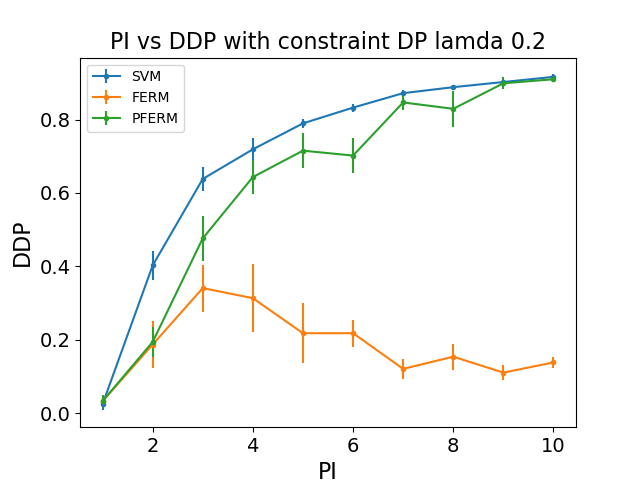 PI vs DDP with constraint DP lamda 0.2
SVM
FERM
PFERM
DDP
0.8
0.6
0.4
0.2
0.0
2 4 6 8 10
PI